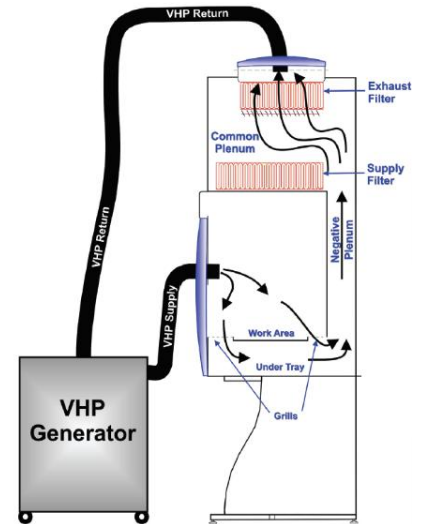 VHP Return
Exhaust
Filter
Common
Plenum
Supply
Filter
VHP Return
Negative
Plenum
VHP Supply
Work Area
Under Tray
Grills
VHP
Generator